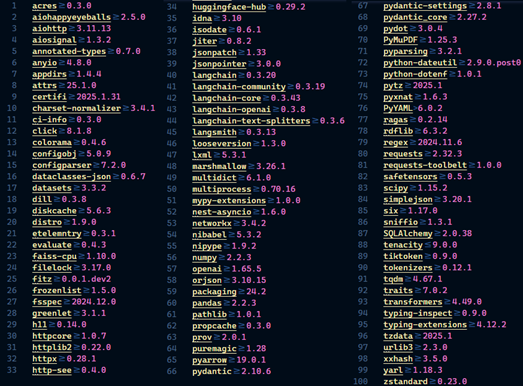 1 acres≥0.3.0
2 aiohappyeyeballs≥2.5.0
3 aiohttp≥3.11.13
4 aiosignal≥1.3.2
5 annotated-types≥0.7.0
6 anyio≥4.8.0
7 appdirs≥1.4.4
8 attrs≥25.1.0
9 certifi≥2025.1.31
10 charset-normalizer≥3.4.1
11 ci-info≥0.3.0
12 click≥8.1.8
13 colorama≥0.4.6
14 configobj≥5.0.9
15 configparser≥7.2.0
16 dataclasses-json≥0.6.7
17 datasets≥3.3.2
18 dill≥0.3.8
19 diskcache≥5.6.3
20 distro≥1.9.0
21 etelemetry≥0.3.1
22 evaluate≥0.4.3
23 faiss-cpu≥1.10.0
24 filelock≥3.17.0
25 fitz≥0.0.1.dev2
26 frozenlist≥1.5.0
27 fsspec≥2024.12.0
28 greenlet≥3.1.1
29 h11≥0.14.0
30 httpcore≥1.0.7
31 httplib2≥0.22.0
32 httpx≥0.28.1
33 http-see≥0.4.0
34 huggingface-hub≥0.29.2
35 idna≥3.10
36 isodate≥0.6.1
37 jiter≥0.8.2
38 jsonpatch≥1.33
39 jsonpointer≥3.0.0
40 langchain≥0.3.20
41 langchain-community≥0.3.19
42 langchain-core≥0.3.43
43 langchain-openai≥0.3.8
44 langchain-text-splitters≥0.3.6
45 langsmith≥0.3.13
46 looseversion≥1.3.0
47 lxml≥5.3.1
48 marshmallow≥3.26.1
49 multidict≥6.1.0
50 multiprocess≥0.70.16
51 mypy-extensions≥1.0.0
52 nest-asyncio≥1.6.0
53 networkx≥3.4.2
54 nibabel≥5.3.2
55 nipype≥1.9.2
56 numpy≥2.2.3
57 openai≥1.65.5
58 orjson≥3.10.15
59 packaging≥24.2
60 pandas≥2.2.3
61 pathlib≥1.0.1
62 propcache≥0.3.0
63 prov≥2.0.1
64 puremagic≥1.28
65 pyarrow≥19.0.1
66 pydantic≥2.10.6
67 pydantic-settings≥2.8.1
68 pydantic_core≥2.27.2
69 pydot≥3.0.4
70 PyMuPDF≥1.25.3
71 pyparsing≥3.2.1
72 python-dateutil≥2.9.0.post0
73 python-dotenv≥1.0.1
74 pytz≥2025.1
75 pyxnat≥1.6.3
76 PyYAML>6.0.2
77 ragas≥0.2.14
78 rdflib≥6.3.2
79 regex≥2024.11.6
80 requests≥2.32.3
81 requests-toolbelt≥1.0.0
82 safetensors≥0.5.3
83 scipy≥1.15.2
84 simplejson≥3.20.1
85 six≥1.17.0
86 sniffio≥1.3.1
87 SQLAlchemy≥2.0.38
88 tenacity≤9.0.0
89 tiktoken≥0.9.0
90 tokenizers≥0.12.1
91 tqdm≥4.67.1
92 traits≥7.0.2
93 transformers≥4.49.0
94 typing-inspect≥0.9.0
95 typing-extensions≥4.12.2
96 tzdata≥2025.1
97 urllib3≥2.3.0
98 xxhash≥3.5.0
99 yarl≥1.18.3
100 zstandard≥0.23.0